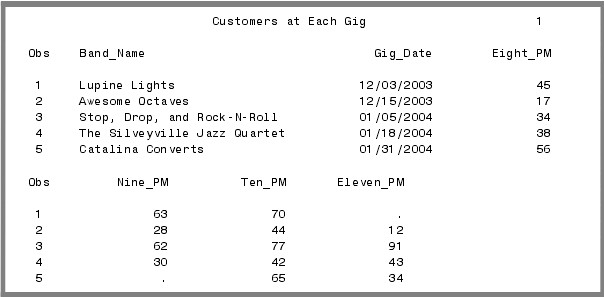 Customers at Each Gig 1
Obs Band_Name Gig_Date Eight_PM
1 Lupine Lights 12/03/2003 45
2 Awesome Octaves 12/15/2003 17
3 Stop, Drop, and Rock-N-Roll 01/05/2004 34
4 The Silveyville Jazz Quartet 01/18/2004 38
5 Catalina Converts 01/31/2004 56
Obs Nine_PM Ten_PM Eleven_PM
1 63 70 .
2 28 44 12
3 62 77 91
4 30 42 43
5 . 65 34